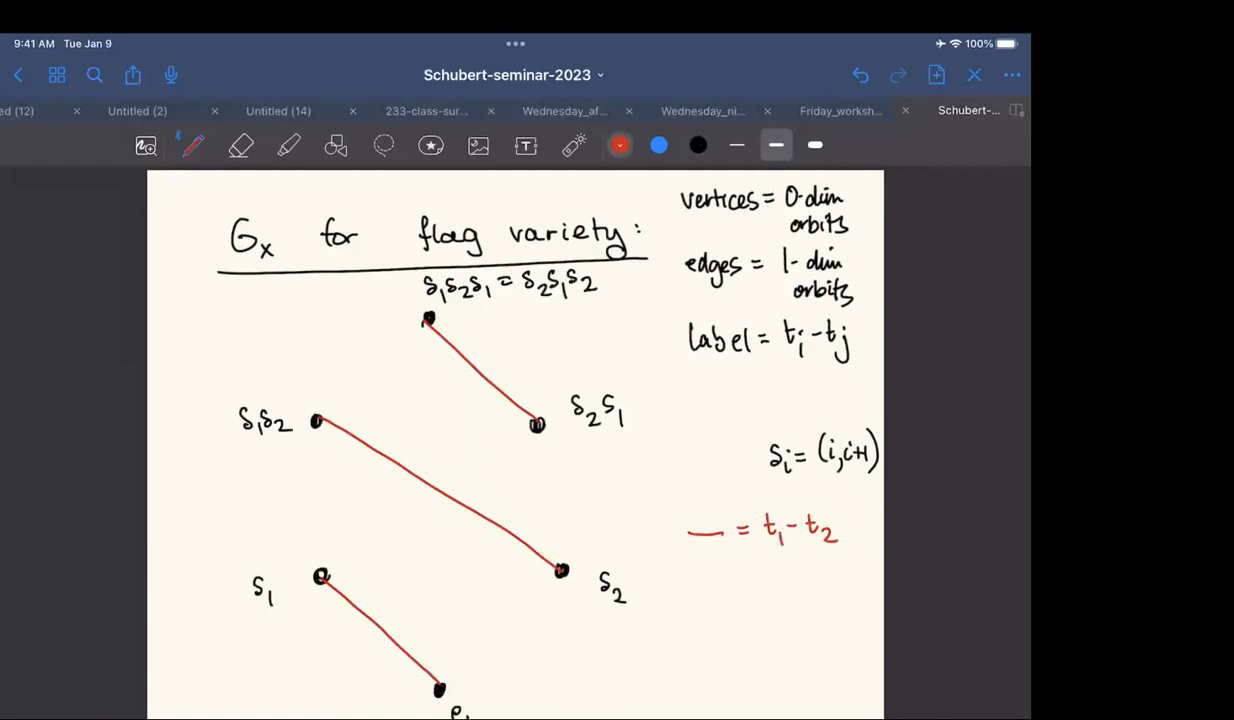 9:41 AM Tue Jan 9
100%
Schubert-seminar-2023
ed (12)
Untitled (2)
Untitled (14)
233-class-sur...
Wednesday_af...
Wednesday_ni...
Friday_worksh...
Schubert-...
G_x for flag variety:
vertices = 0-dim
orbits
edges = 1-dim
orbits
label = t_i - t_j
s_1s_2s_1 = s_2s_1s_2
s_1s_2
s_2s_1
s_i = (i, i+1)
— = t_1 - t_2
s_1
s_2
e